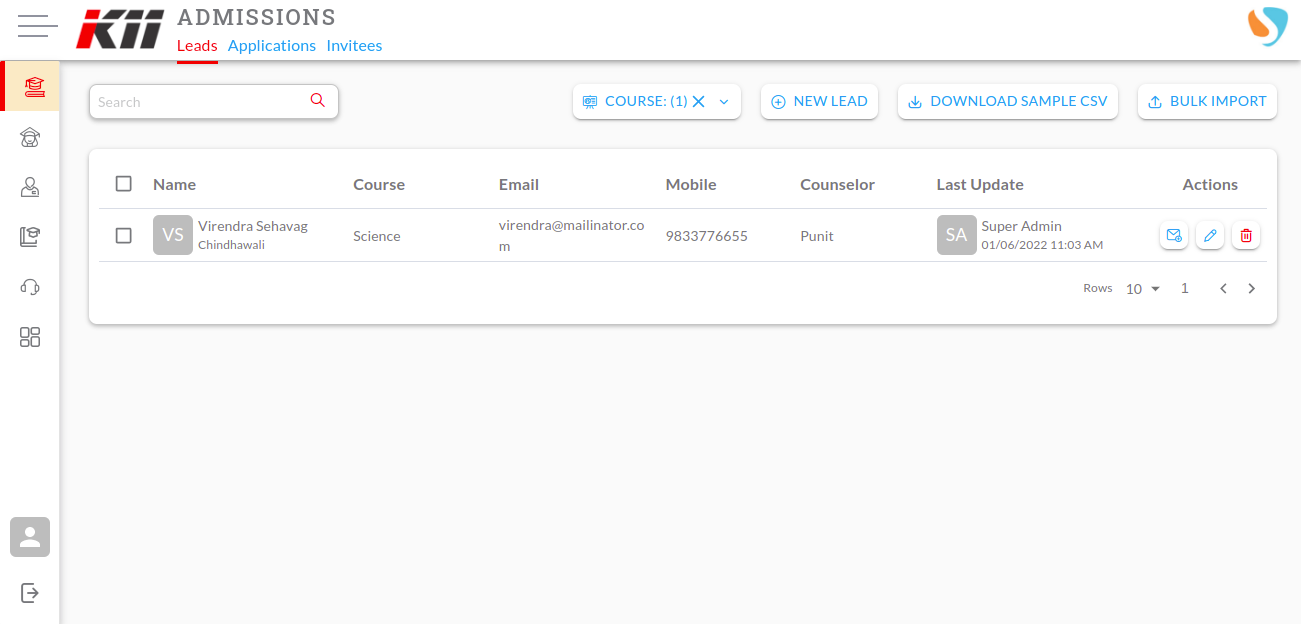 KII
ADMISSIONS
Leads Applications Invitees
Search
COURSE: (1) NEW LEAD DOWNLOAD SAMPLE CSV BULK IMPORT
Name Course Email Mobile Counselor Last Update Actions
VS Virendra Sehavag Chindhawali Science virendra@mailinator.co
m 9833776655 Punit SA Super Admin 01/06/2022 11:03 AM
Rows 10 1